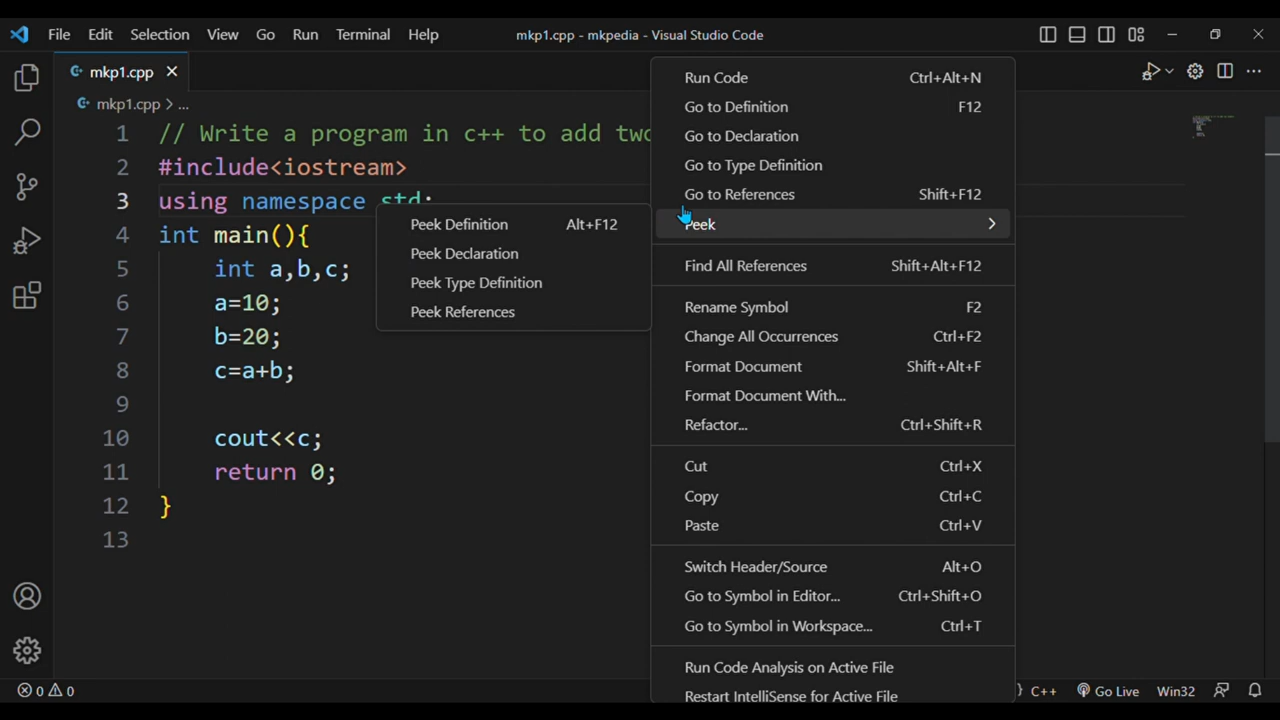 File Edit Selection View Go Run Terminal Help mkp1.cpp - mkpedia - Visual Studio Code
mkp1.cpp
mkp1.cpp > ...
1 // Write a program in c++ to add two
2 #include<iostream>
3 using namespace std;
4 int main(){
5 int a,b,c;
6 a=10;
7 b=20;
8 c=a+b;
9
10 cout<<c;
11 return 0;
12 }
13
Peek Definition Alt+F12
Peek Declaration
Peek Type Definition
Peek References
Run Code Ctrl+Alt+N
Go to Definition F12
Go to Declaration
Go to Type Definition
Go to References Shift+F12
Peek
Find All References Shift+Alt+F12
Rename Symbol F2
Change All Occurrences Ctrl+F2
Format Document Shift+Alt+F
Format Document With...
Refactor... Ctrl+Shift+R
Cut Ctrl+X
Copy Ctrl+C
Paste Ctrl+V
Switch Header/Source Alt+O
Go to Symbol in Editor... Ctrl+Shift+O
Go to Symbol in Workspace... Ctrl+T
Run Code Analysis on Active File
Restart IntelliSense for Active File
0 0 } C++ Go Live Win32